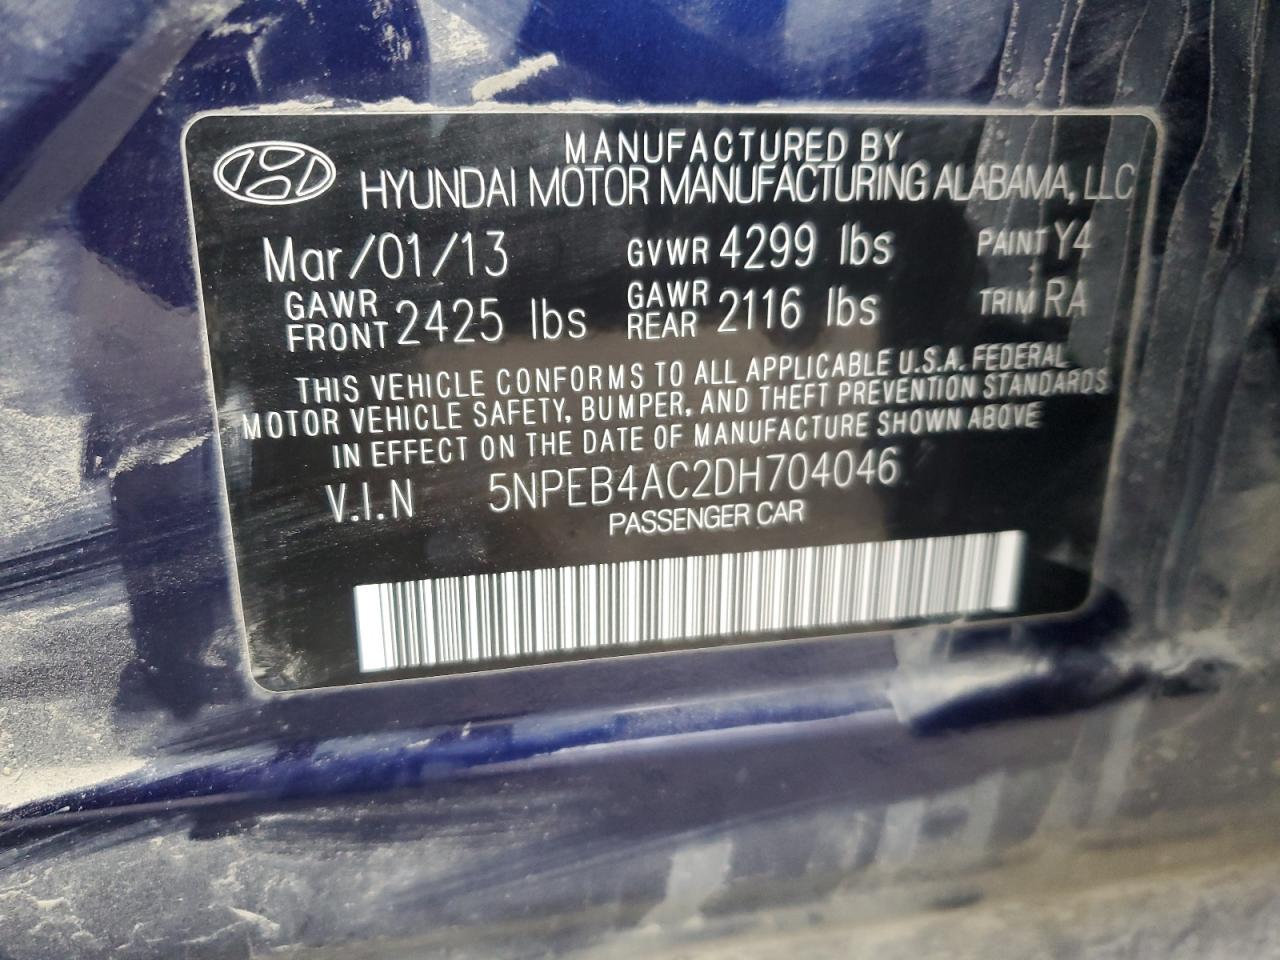 MANUFACTURED BY
HYUNDAI MOTOR MANUFACTURING ALABAMA, LLC
Mar/01/13 GVWR 4299 lbs PAINT Y4
GAWR FRONT 2425 lbs GAWR REAR 2116 lbs TRIM RA
THIS VEHICLE CONFORMS TO ALL APPLICABLE U.S.A. FEDERAL
MOTOR VEHICLE SAFETY, BUMPER, AND THEFT PREVENTION STANDARDS
IN EFFECT ON THE DATE OF MANUFACTURE SHOWN ABOVE
V.I.N 5NPEB4AC2DH704046
PASSENGER CAR